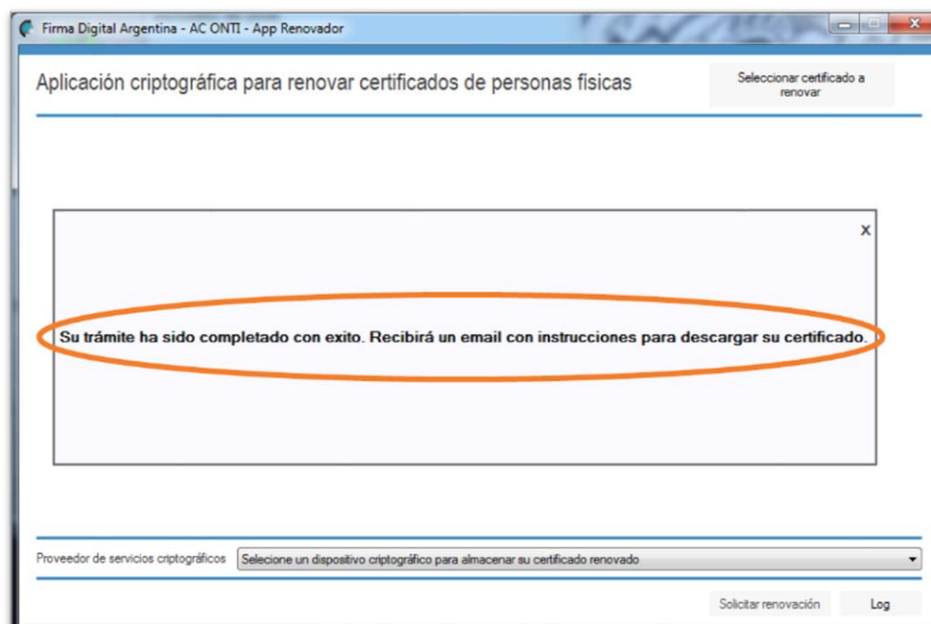 Firma Digital Argentina - AC ONTI - App Renovador
Aplicación criptográfica para renovar certificados de personas fisicas
Seleccionar certificado a
renovar
X
Su trámite ha sido completado con exito. Recibirá un email con instrucciones para descargar su certificado.
Proveedor de servicios criptográficos
Selecione un dispositivo criptográfico para almacenar su certificado renovado
Solicitar renovación
Log